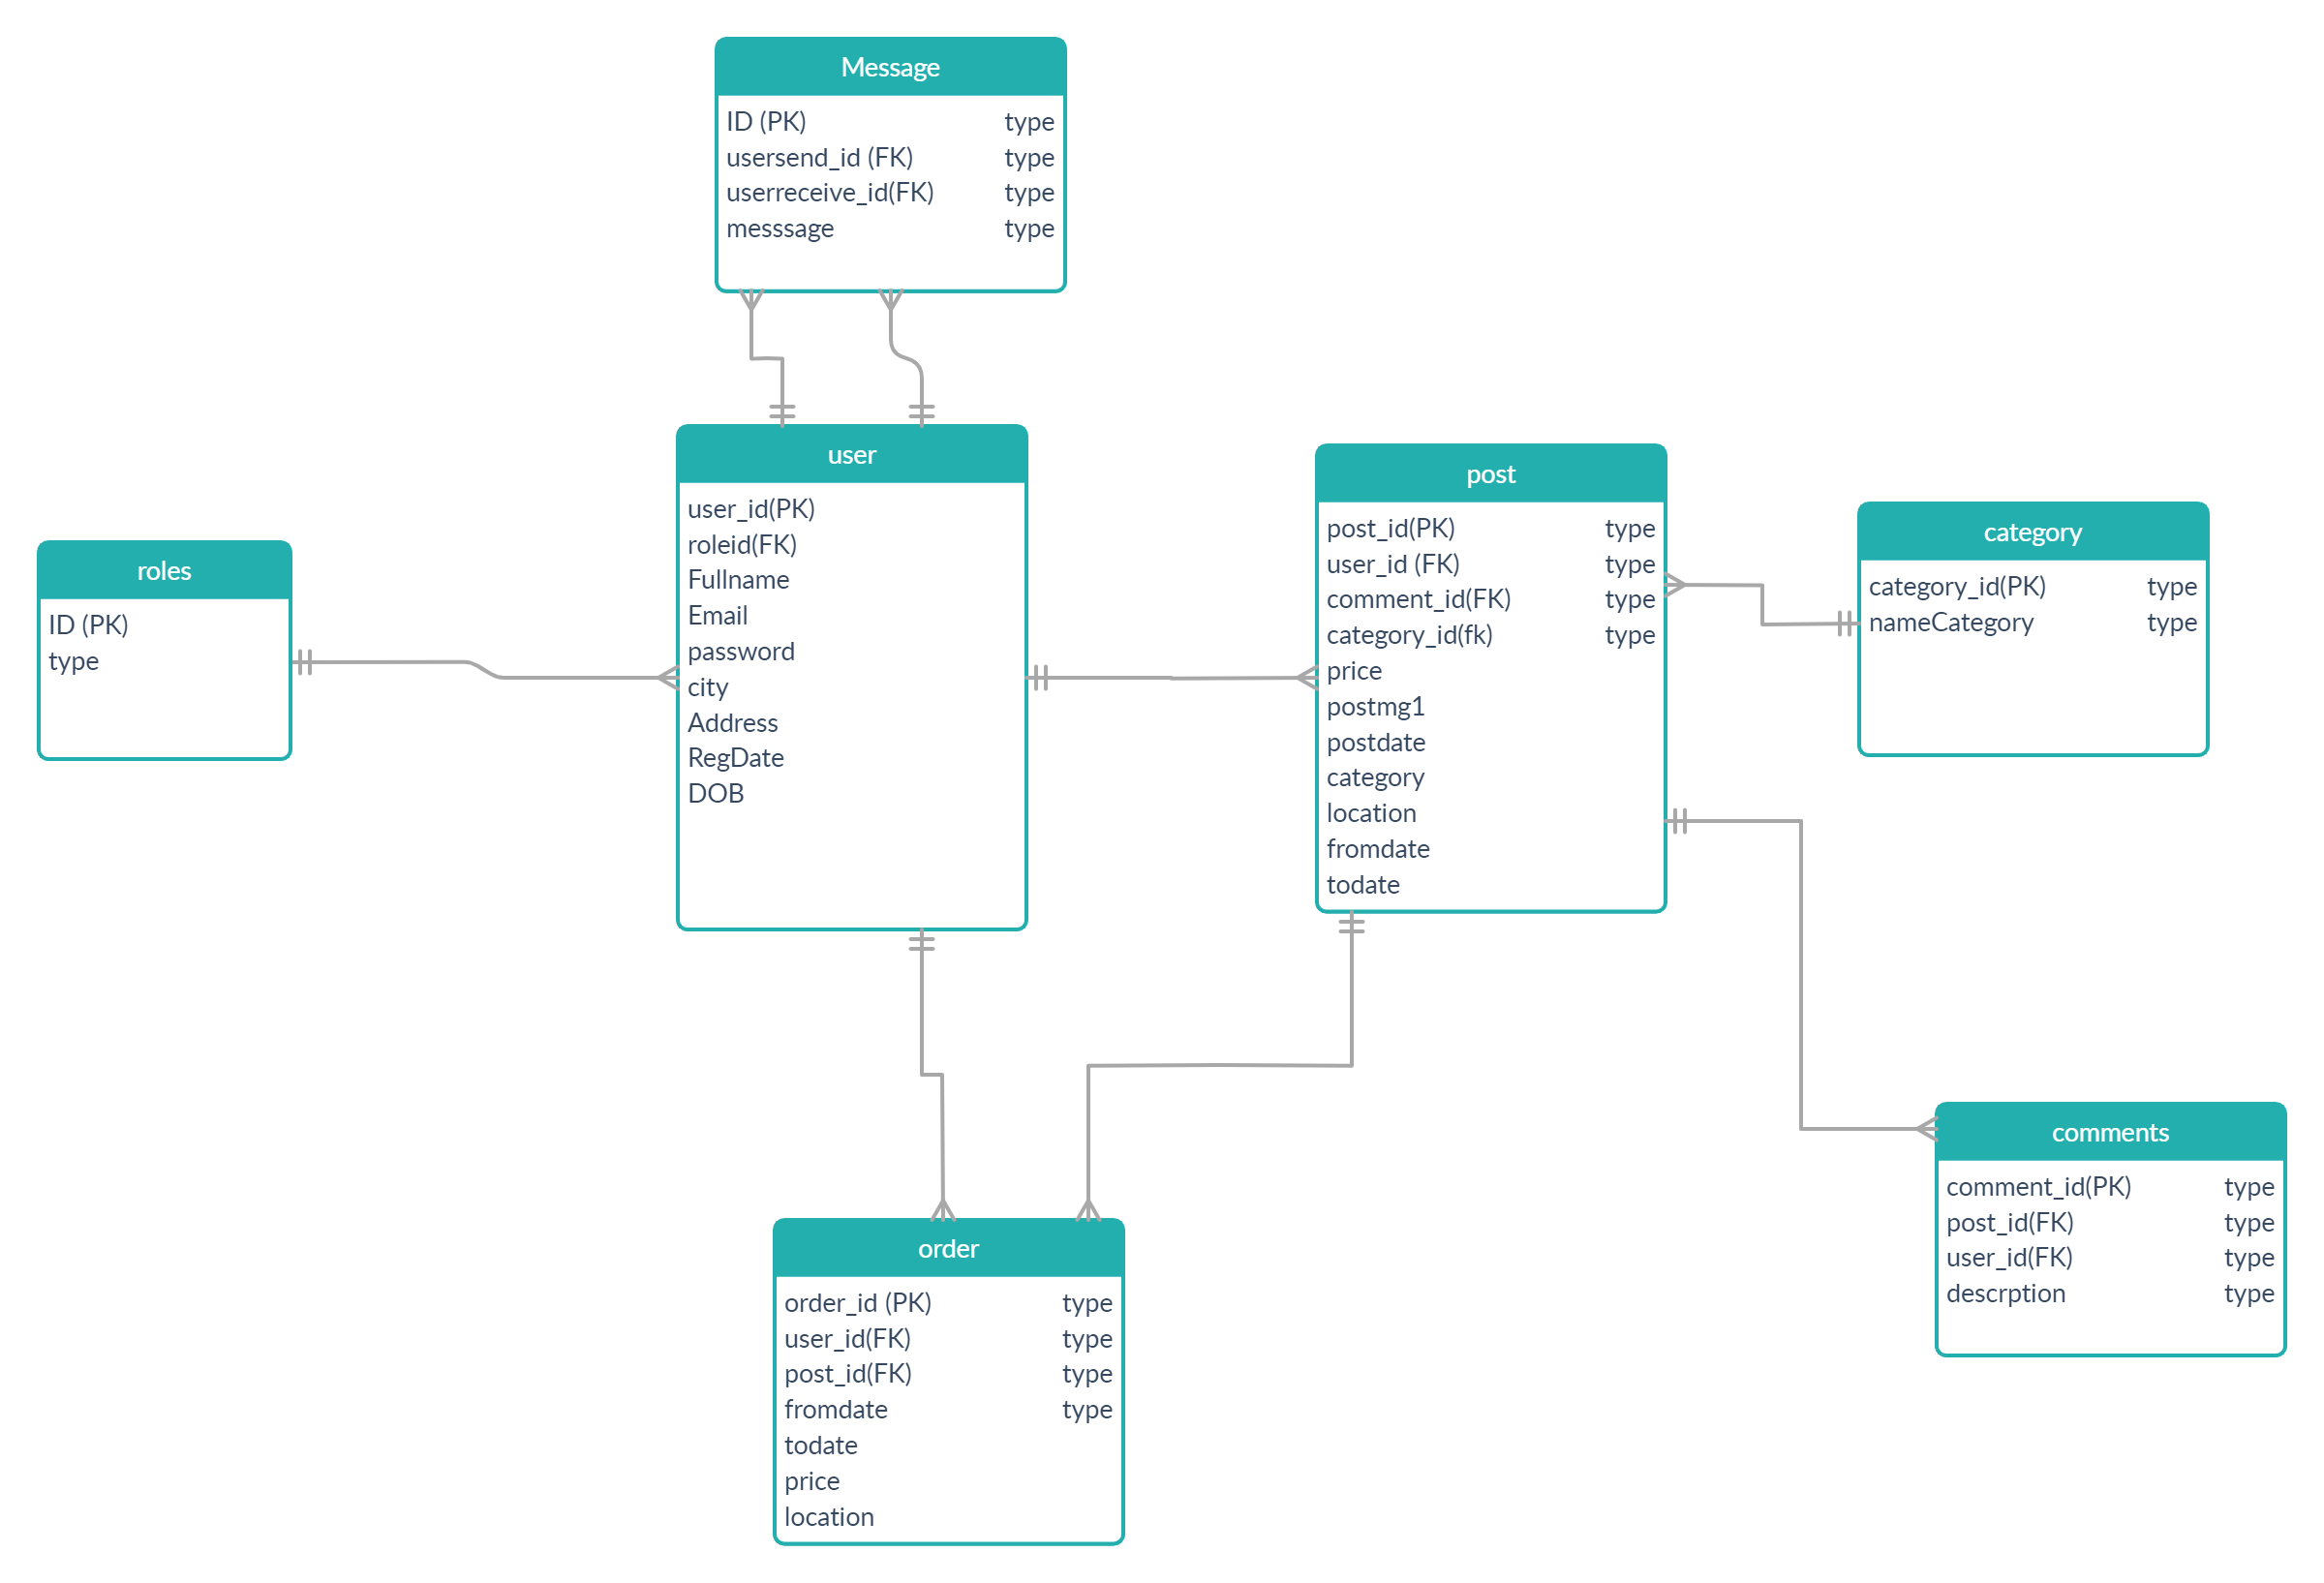 Message
ID (PK) type
usersend_id (FK) type
userreceive_id(FK) type
messsage type
user
user_id(PK)
roleid(FK)
Fullname
Email
password
city
Address
RegDate
DOB
roles
ID (PK)
type
post
post_id(PK) type
user_id (FK) type
comment_id(FK) type
category_id(fk) type
price
postmg1
postdate
category
location
fromdate
todate
category
category_id(PK) type
nameCategory type
comments
comment_id(PK) type
post_id(FK) type
user_id(FK) type
descrption type
order
order_id (PK) type
user_id(FK) type
post_id(FK) type
fromdate type
todate
price
location